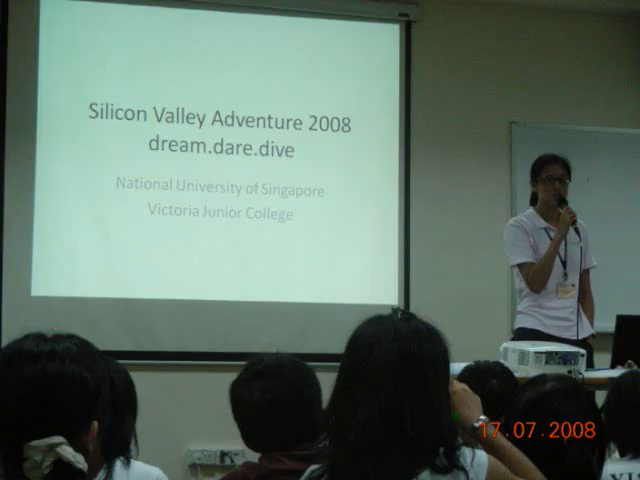 Silicon Valley Adventure 2008
dream.dare.dive
National University of Singapore
Victoria Junior College
17.07.2008